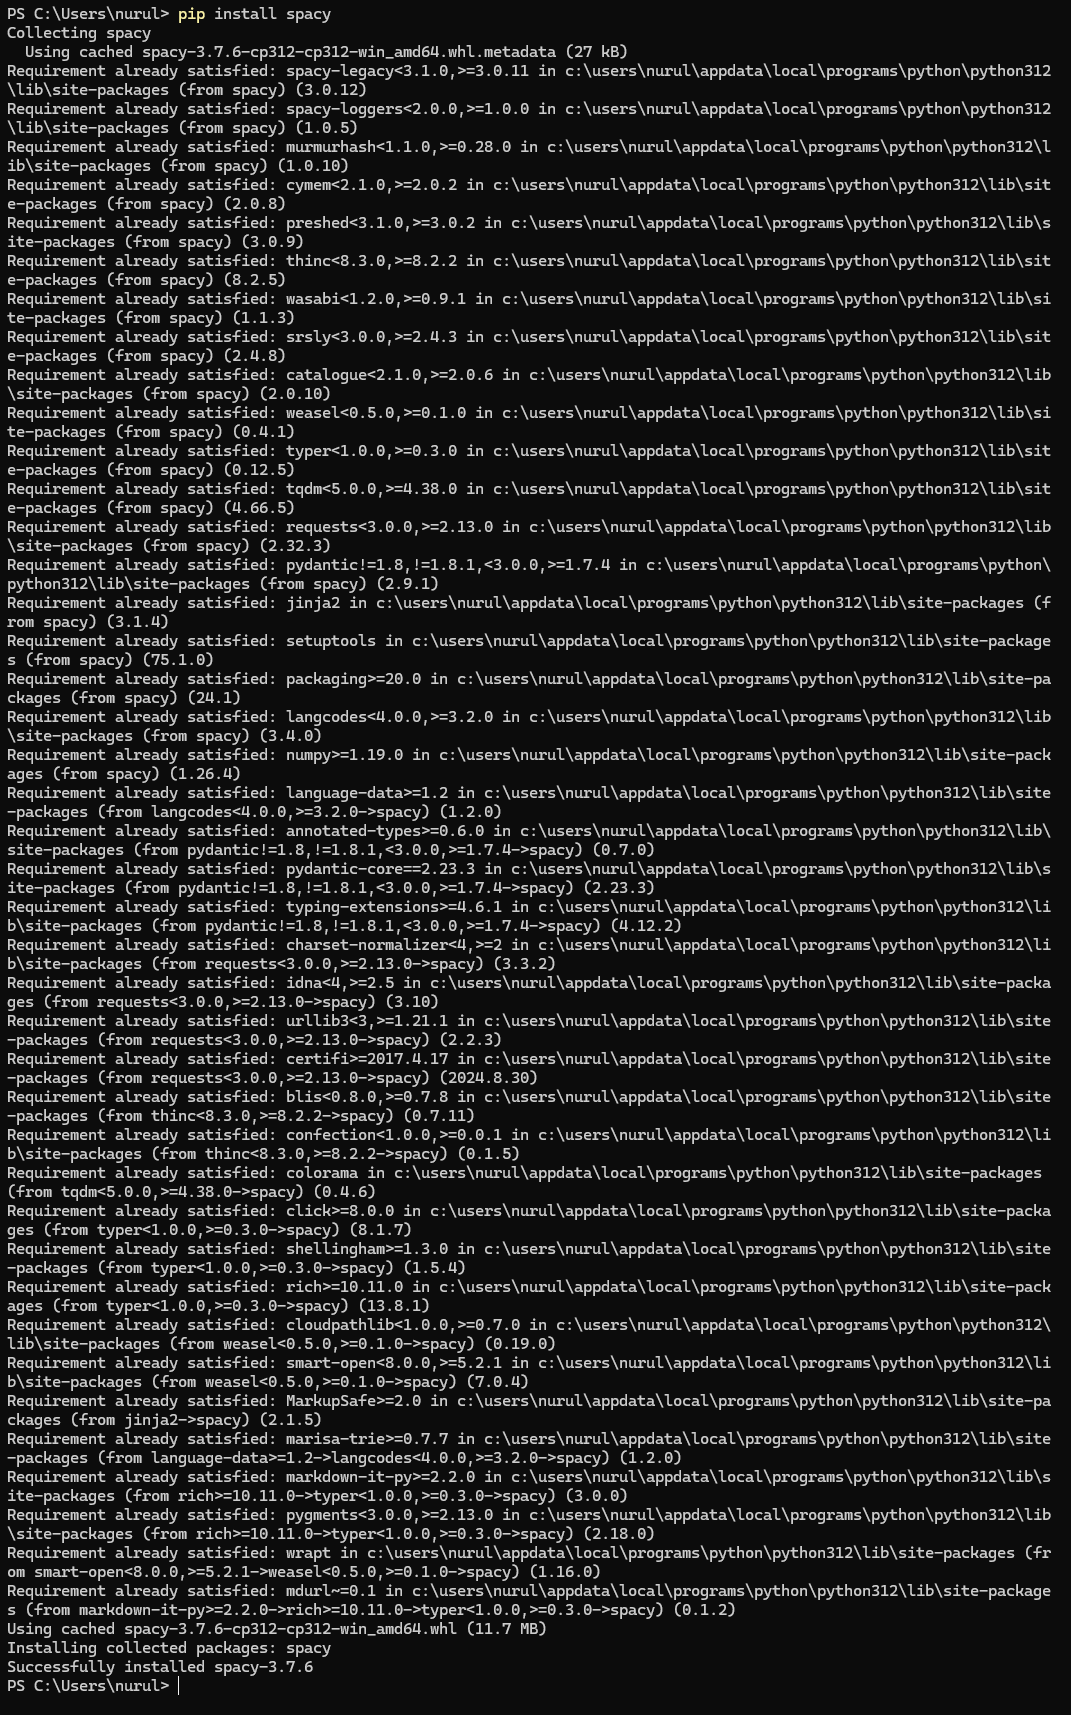 PS C:\Users\nurul> pip install spacy
Collecting spacy
  Using cached spacy-3.7.6-cp312-cp312-win_amd64.whl.metadata (27 kB)
Requirement already satisfied: spacy-legacy<3.1.0,>=3.0.11 in c:\users\nurul\appdata\local\programs\python\python312
\lib\site-packages (from spacy) (3.0.12)
Requirement already satisfied: spacy-loggers<2.0.0,>=1.0.0 in c:\users\nurul\appdata\local\programs\python\python312
\lib\site-packages (from spacy) (1.0.5)
Requirement already satisfied: murmurhash<1.1.0,>=0.28.0 in c:\users\nurul\appdata\local\programs\python\python312\l
ib\site-packages (from spacy) (1.0.10)
Requirement already satisfied: cymem<2.1.0,>=2.0.2 in c:\users\nurul\appdata\local\programs\python\python312\lib\sit
e-packages (from spacy) (2.0.8)
Requirement already satisfied: preshed<3.1.0,>=3.0.2 in c:\users\nurul\appdata\local\programs\python\python312\lib\s
ite-packages (from spacy) (3.0.9)
Requirement already satisfied: thinc<8.3.0,>=8.2.2 in c:\users\nurul\appdata\local\programs\python\python312\lib\sit
e-packages (from spacy) (8.2.5)
Requirement already satisfied: wasabi<1.2.0,>=0.9.1 in c:\users\nurul\appdata\local\programs\python\python312\lib\si
te-packages (from spacy) (1.1.3)
Requirement already satisfied: srsly<3.0.0,>=2.4.3 in c:\users\nurul\appdata\local\programs\python\python312\lib\sit
e-packages (from spacy) (2.4.8)
Requirement already satisfied: catalogue<2.1.0,>=2.0.6 in c:\users\nurul\appdata\local\programs\python\python312\lib
\site-packages (from spacy) (2.0.10)
Requirement already satisfied: weasel<0.5.0,>=0.1.0 in c:\users\nurul\appdata\local\programs\python\python312\lib\si
te-packages (from spacy) (0.4.1)
Requirement already satisfied: typer<1.0.0,>=0.3.0 in c:\users\nurul\appdata\local\programs\python\python312\lib\sit
e-packages (from spacy) (0.12.5)
Requirement already satisfied: tqdm<5.0.0,>=4.38.0 in c:\users\nurul\appdata\local\programs\python\python312\lib\sit
e-packages (from spacy) (4.66.5)
Requirement already satisfied: requests<3.0.0,>=2.13.0 in c:\users\nurul\appdata\local\programs\python\python312\lib
\site-packages (from spacy) (2.32.3)
Requirement already satisfied: pydantic!=1.8,!=1.8.1,<3.0.0,>=1.7.4 in c:\users\nurul\appdata\local\programs\python\
python312\lib\site-packages (from spacy) (2.9.1)
Requirement already satisfied: jinja2 in c:\users\nurul\appdata\local\programs\python\python312\lib\site-packages (f
rom spacy) (3.1.4)
Requirement already satisfied: setuptools in c:\users\nurul\appdata\local\programs\python\python312\lib\site-package
s (from spacy) (75.1.0)
Requirement already satisfied: packaging>=20.0 in c:\users\nurul\appdata\local\programs\python\python312\lib\site-pa
ckages (from spacy) (24.1)
Requirement already satisfied: langcodes<4.0.0,>=3.2.0 in c:\users\nurul\appdata\local\programs\python\python312\lib
\site-packages (from spacy) (3.4.0)
Requirement already satisfied: numpy>=1.19.0 in c:\users\nurul\appdata\local\programs\python\python312\lib\site-pack
ages (from spacy) (1.26.4)
Requirement already satisfied: language-data>=1.2 in c:\users\nurul\appdata\local\programs\python\python312\lib\site
-packages (from langcodes<4.0.0,>=3.2.0->spacy) (1.2.0)
Requirement already satisfied: annotated-types>=0.6.0 in c:\users\nurul\appdata\local\programs\python\python312\lib\
site-packages (from pydantic!=1.8,!=1.8.1,<3.0.0,>=1.7.4->spacy) (0.7.0)
Requirement already satisfied: pydantic-core==2.23.3 in c:\users\nurul\appdata\local\programs\python\python312\lib\s
ite-packages (from pydantic!=1.8,!=1.8.1,<3.0.0,>=1.7.4->spacy) (2.23.3)
Requirement already satisfied: typing-extensions>=4.6.1 in c:\users\nurul\appdata\local\programs\python\python312\li
b\site-packages (from pydantic!=1.8,!=1.8.1,<3.0.0,>=1.7.4->spacy) (4.12.2)
Requirement already satisfied: charset-normalizer<4,>=2 in c:\users\nurul\appdata\local\programs\python\python312\li
b\site-packages (from requests<3.0.0,>=2.13.0->spacy) (3.3.2)
Requirement already satisfied: idna<4,>=2.5 in c:\users\nurul\appdata\local\programs\python\python312\lib\site-packa
ges (from requests<3.0.0,>=2.13.0->spacy) (3.10)
Requirement already satisfied: urllib3<3,>=1.21.1 in c:\users\nurul\appdata\local\programs\python\python312\lib\site
-packages (from requests<3.0.0,>=2.13.0->spacy) (2.2.3)
Requirement already satisfied: certifi>=2017.4.17 in c:\users\nurul\appdata\local\programs\python\python312\lib\site
-packages (from requests<3.0.0,>=2.13.0->spacy) (2024.8.30)
Requirement already satisfied: blis<0.8.0,>=0.7.8 in c:\users\nurul\appdata\local\programs\python\python312\lib\site
-packages (from thinc<8.3.0,>=8.2.2->spacy) (0.7.11)
Requirement already satisfied: confection<1.0.0,>=0.0.1 in c:\users\nurul\appdata\local\programs\python\python312\li
b\site-packages (from thinc<8.3.0,>=8.2.2->spacy) (0.1.5)
Requirement already satisfied: colorama in c:\users\nurul\appdata\local\programs\python\python312\lib\site-packages
(from tqdm<5.0.0,>=4.38.0->spacy) (0.4.6)
Requirement already satisfied: click>=8.0.0 in c:\users\nurul\appdata\local\programs\python\python312\lib\site-packa
ges (from typer<1.0.0,>=0.3.0->spacy) (8.1.7)
Requirement already satisfied: shellingham>=1.3.0 in c:\users\nurul\appdata\local\programs\python\python312\lib\site
-packages (from typer<1.0.0,>=0.3.0->spacy) (1.5.4)
Requirement already satisfied: rich>=10.11.0 in c:\users\nurul\appdata\local\programs\python\python312\lib\site-pack
ages (from typer<1.0.0,>=0.3.0->spacy) (13.8.1)
Requirement already satisfied: cloudpathlib<1.0.0,>=0.7.0 in c:\users\nurul\appdata\local\programs\python\python312\
lib\site-packages (from weasel<0.5.0,>=0.1.0->spacy) (0.19.0)
Requirement already satisfied: smart-open<8.0.0,>=5.2.1 in c:\users\nurul\appdata\local\programs\python\python312\li
b\site-packages (from weasel<0.5.0,>=0.1.0->spacy) (7.0.4)
Requirement already satisfied: MarkupSafe>=2.0 in c:\users\nurul\appdata\local\programs\python\python312\lib\site-pa
ckages (from jinja2->spacy) (2.1.5)
Requirement already satisfied: marisa-trie>=0.7.7 in c:\users\nurul\appdata\local\programs\python\python312\lib\site
-packages (from language-data>=1.2->langcodes<4.0.0,>=3.2.0->spacy) (1.2.0)
Requirement already satisfied: markdown-it-py>=2.2.0 in c:\users\nurul\appdata\local\programs\python\python312\lib\s
ite-packages (from rich>=10.11.0->typer<1.0.0,>=0.3.0->spacy) (3.0.0)
Requirement already satisfied: pygments<3.0.0,>=2.13.0 in c:\users\nurul\appdata\local\programs\python\python312\lib
\site-packages (from rich>=10.11.0->typer<1.0.0,>=0.3.0->spacy) (2.18.0)
Requirement already satisfied: wrapt in c:\users\nurul\appdata\local\programs\python\python312\lib\site-packages (fr
om smart-open<8.0.0,>=5.2.1->weasel<0.5.0,>=0.1.0->spacy) (1.16.0)
Requirement already satisfied: mdurl~=0.1 in c:\users\nurul\appdata\local\programs\python\python312\lib\site-package
s (from markdown-it-py>=2.2.0->rich>=10.11.0->typer<1.0.0,>=0.3.0->spacy) (0.1.2)
Using cached spacy-3.7.6-cp312-cp312-win_amd64.whl (11.7 MB)
Installing collected packages: spacy
Successfully installed spacy-3.7.6
PS C:\Users\nurul>